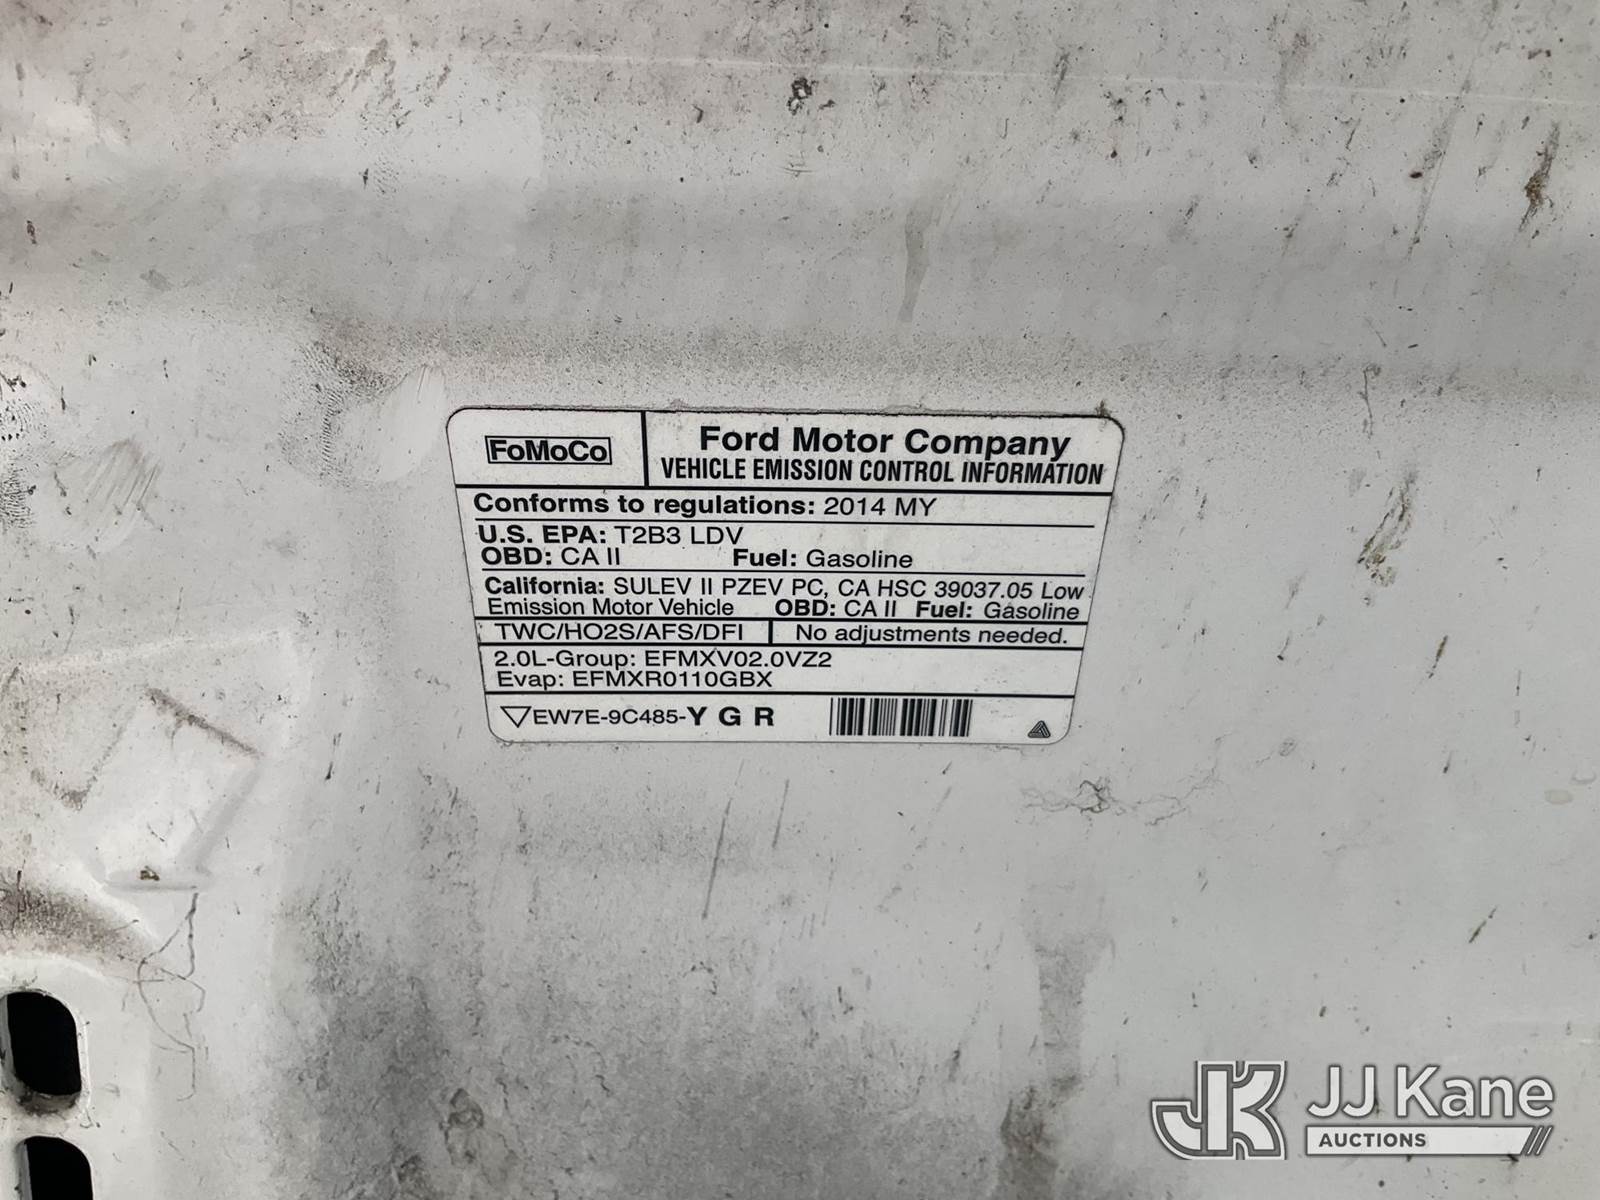 FoMoCo
Ford Motor Company
VEHICLE EMISSION CONTROL INFORMATION
Conforms to regulations: 2014 MY
U.S. EPA: T2B3 LDV
OBD: CA II Fuel: Gasoline
California: SULEV II PZEV PC, CA HSC 39037.05 Low
Emission Motor Vehicle OBD: CA II Fuel: Gasoline
TWC/HO2S/AFS/DFI No adjustments needed.
2.0L-Group: EFMXV02.0VZ2
Evap: EFMXR0110GBX
EW7E-9C485-Y G R
JK JJ Kane
AUCTIONS